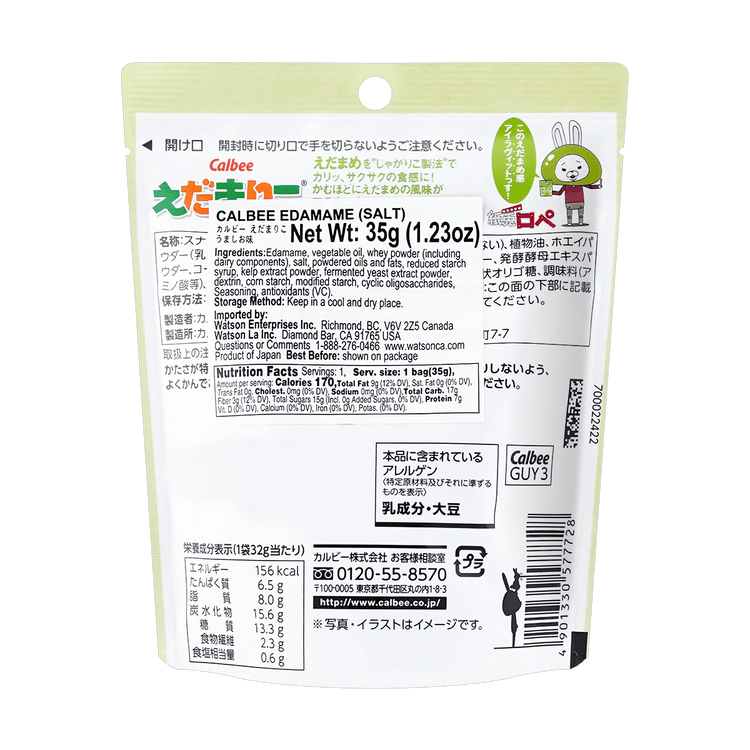 ◀ 開け口 開封時に切り口で手を切らないようご注意ください。
Calbee
えだまりこ®
えだまめを"じゃがりこ製法"で
カリッ、サクサクの食感に!
かむほどにえだまめの風味が
このえだまめ感
アイラヴィットっす!
紙兎ロペ
CALBEE EDAMAME (SALT)
カルビー えだまりこ
うましお味
Net Wt: 35g (1.23oz)
Ingredients:Edamame, vegetable oil, whey powder (including
dairy components), salt, powdered oils and fats, reduced starch
syrup, kelp extract powder, fermented yeast extract powder,
dextrin, corn starch, modified starch, cyclic oligosaccharides,
Seasoning, antioxidants (VC).
Storage Method: Keep in a cool and dry place.
Imported by:
Watson Enterprises Inc. Richmond, BC, V6V 2Z5 Canada
Watson La Inc. Diamond Bar, CA 91765 USA
Questions or Comments 1-888-276-0466 www.watsonca.com
Product of Japan Best Before: shown on package
Nutrition Facts Servings: 1, Serv. size: 1 bag(35g),
Amount per serving: Calories 170,Total Fat 9g (12% DV), Sat. Fat 0g (0% DV),
Trans Fat 0g, Cholest. 0mg (0% DV), Sodium 0mg (0% DV), Total Carb. 17g
Fiber 3g (12% DV), Total Sugars 15g (Incl. 0g Added Sugars, 0% DV), Protein 7g
Vit. D (0% DV), Calcium (0% DV), Iron (0% DV), Potas. (0% DV).
名称:スナ
ウダー(乳
ウダー、コー
ミノ酸等)、
保存方法:
製造者:カ
製造所:カ
取扱上の注
かたさが特
よくかんで
ない)、植物油、ホエイパ
ー、発酵酵母エキスパ
状オリゴ糖、調味料(ア
:この面の下部に記載
てください。
町7-7
りしないよう、
ださい。
700022422
本品に含まれている
アレルゲン
〈特定原材料及びそれに準ずる
ものを表示〉
乳成分・大豆
Calbee
GUY3
栄養成分表示(1袋32g当たり)
エネルギー 156 kcal
たんぱく質 6.5 g
脂質 8.0 g
炭水化物 15.6 g
糖質 13.3 g
食物繊維 2.3 g
食塩相当量 0.6 g
カルビー株式会社 お客様相談室
0120-55-8570
〒100-0005 東京都千代田区丸の内1-8-3
http://www.calbee.co.jp/
プラ
※写真・イラストはイメージです。
4 901330 577728